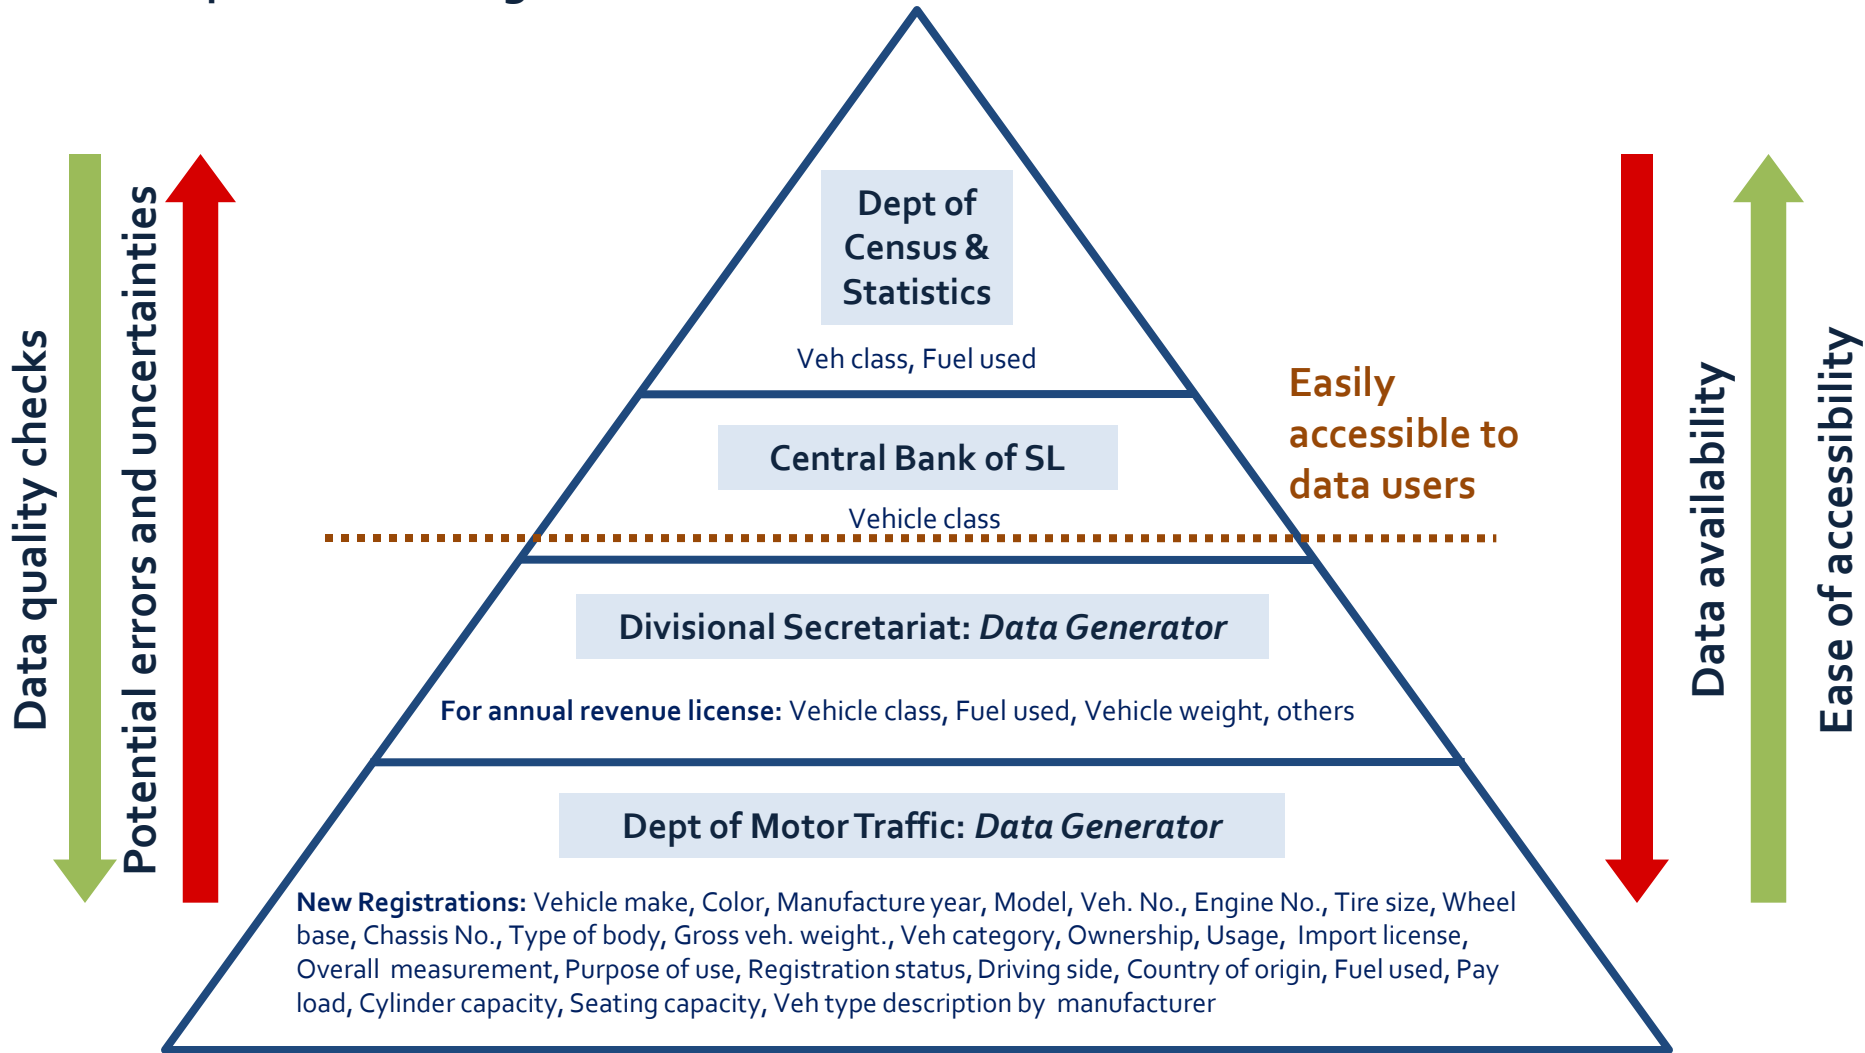 Dept of
Census &
Statistics
Veh class, Fuel used
Central Bank of SL
Vehicle class
Easily
accessible to
data users
Divisional Secretariat: Data Generator
For annual revenue license: Vehicle class, Fuel used, Vehicle weight, others
Dept of Motor Traffic: Data Generator
New Registrations: Vehicle make, Color, Manufacture year, Model, Veh. No., Engine No., Tire size, Wheel
base, Chassis No., Type of body, Gross veh. weight., Veh category, Ownership, Usage, Import license,
Overall measurement, Purpose of use, Registration status, Driving side, Country of origin, Fuel used, Pay
load, Cylinder capacity, Seating capacity, Veh type description by manufacturer
Data quality checks
Potential errors and uncertainties
Data availability
Ease of accessibility